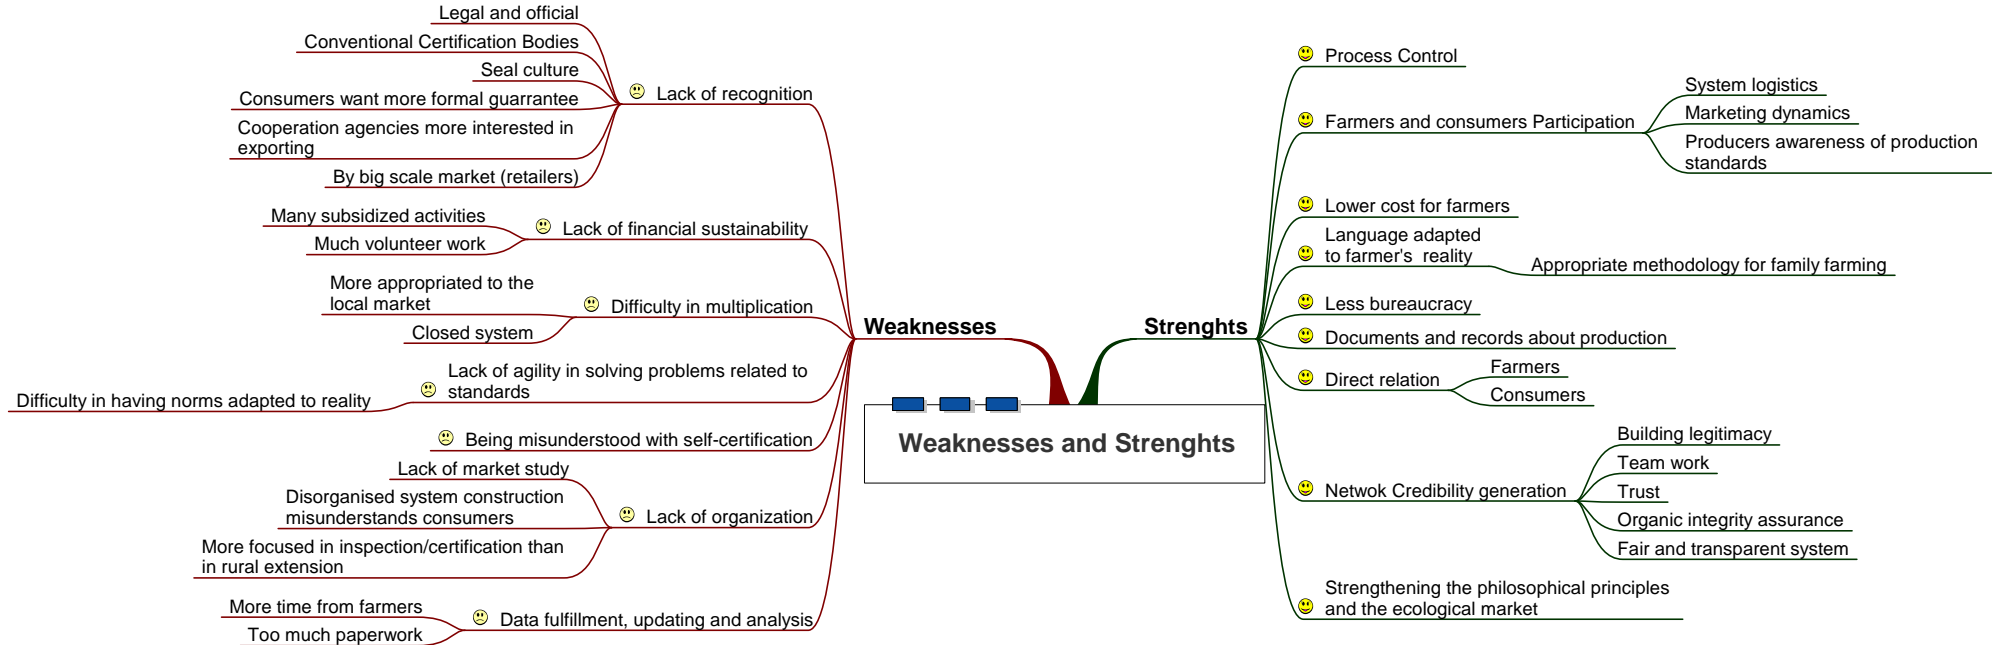 Legal and official
Conventional Certification Bodies
Seal culture
Consumers want more formal guarrantee
Cooperation agencies more interested in
exporting
By big scale market (retailers)
Lack of recognition
Many subsidized activities
Much volunteer work
Lack of financial sustainability
More appropriated to the
local market
Closed system
Difficulty in multiplication
Difficulty in having norms adapted to reality
Lack of agility in solving problems related to
standards
Being misunderstood with self-certification
Lack of market study
Disorganised system construction
misunderstands consumers
More focused in inspection/certification than
in rural extension
Lack of organization
More time from farmers
Too much paperwork
Data fulfillment, updating and analysis
Weaknesses
Weaknesses and Strenghts
Strenghts
Process Control
Farmers and consumers Participation
System logistics
Marketing dynamics
Producers awareness of production
standards
Lower cost for farmers
Language adapted
to farmer's  reality
Appropriate methodology for family farming
Less bureaucracy
Documents and records about production
Direct relation
Farmers
Consumers
Netwok Credibility generation
Building legitimacy
Team work
Trust
Organic integrity assurance
Fair and transparent system
Strengthening the philosophical principles
and the ecological market